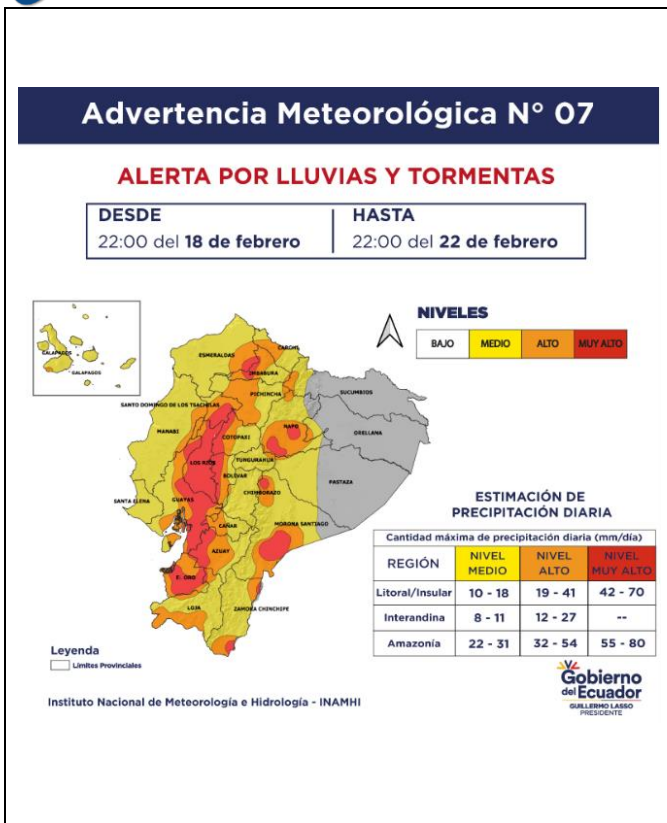 Advertencia Meteorológica N° 07
ALERTA POR LLUVIAS Y TORMENTAS
DESDE
22:00 del 18 de febrero
HASTA
22:00 del 22 de febrero
NIVELES
BAJO MEDIO ALTO MUY ALTO
GALAPAGOS
GALAPAGOS
ESMERALDAS
CARCHI
IMBABURA
SUCUMBIOS
PICHINCHA
SANTO DOMINGO DE LOS TSACHILAS
NAPO
ORELLANA
MANABI
COTOPAXI
LOS RIOS
TUNGURAHUA
BOLIVAR
PASTAZA
SANTA ELENA
GUAYAS
CHIMBORAZO
CAÑAR
MORONA SANTIAGO
AZUAY
E. ORO
LOJA
ZAMORA CHINCHIPE
ESTIMACIÓN DE
PRECIPITACIÓN DIARIA
Cantidad máxima de precipitación diaria (mm/día)
REGIÓN NIVEL MEDIO NIVEL ALTO NIVEL MUY ALTO
Litoral/Insular 10 - 18 19 - 41 42 - 70
Interandina 8 - 11 12 - 27 --
Amazonía 22 - 31 32 - 54 55 - 80
Leyenda
Límites Provinciales
Instituto Nacional de Meteorología e Hidrología - INAMHI
Gobierno
del Ecuador
GUILLERMO LASSO
PRESIDENTE